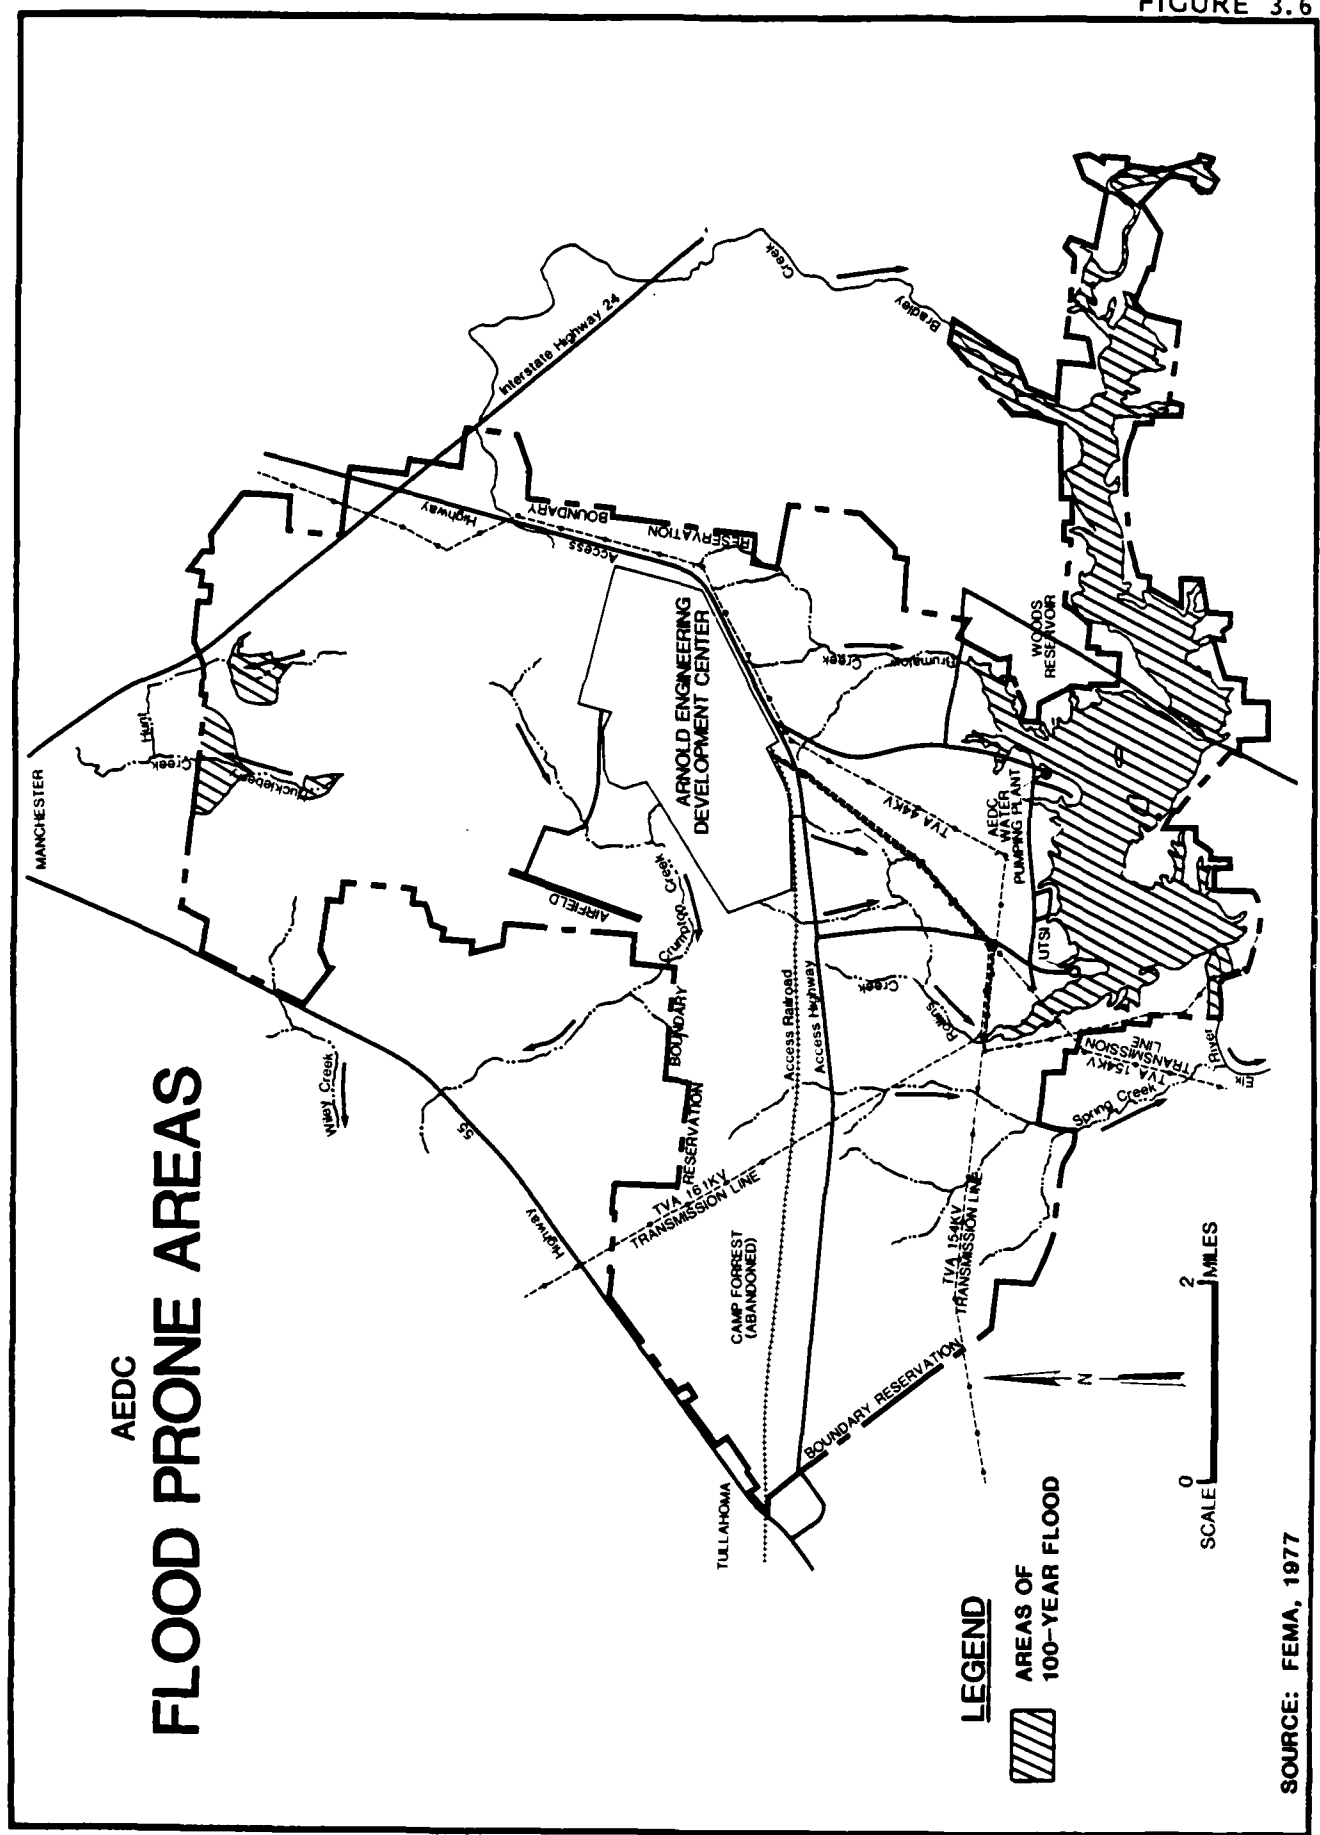 FIGURE 3.6
AEDC
FLOOD PRONE AREAS
MANCHESTER
Hunt
Creek
Huckleberry
Interstate Highway 24
Highway
Access
BOUNDARY
RESERVATION
Creek
Bradley
Wiley Creek
55
Highway
AIRFIELD
Crumpton
Creek
ARNOLD ENGINEERING
DEVELOPMENT CENTER
BOUNDARY
RESERVATION
TVA 161KV
TRANSMISSION LINE
CAMP FORREST
(ABANDONED)
TULLAHOMA
Access Railroad
Access Highway
Creek
Brumalow
WOODS
RESERVOIR
TVA 44KV
AEDC
WATER
PUMPING PLANT
UTSI
Rollins
Creek
TVA 154KV
TRANSMISSION
LINE
River
Elk
Spring Creek
TVA 154KV
TRANSMISSION LINE
BOUNDARY RESERVATION
N
LEGEND
AREAS OF
100-YEAR FLOOD
0
2
SCALE
MILES
SOURCE: FEMA, 1977